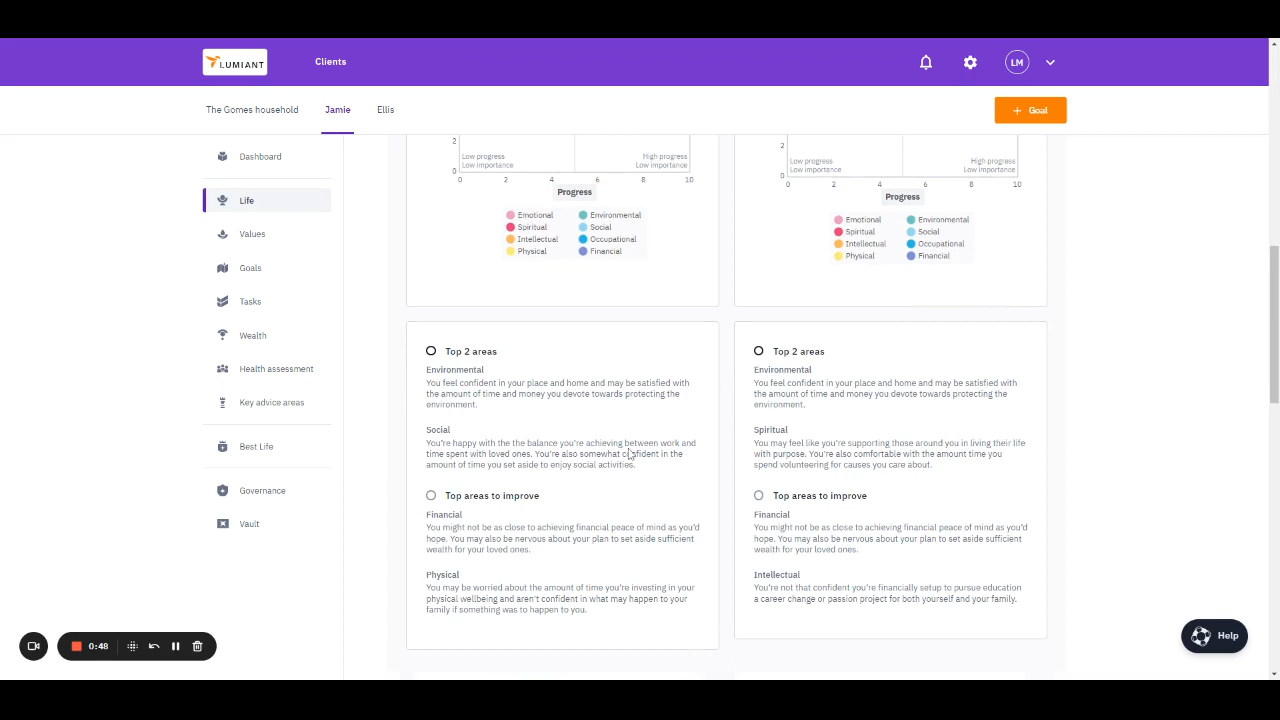 LUMIANT
Clients
LM
The Gomes household
Jamie
Ellis
+ Goal
Dashboard
Life
Values
Goals
Tasks
Wealth
Health assessment
Key advice areas
Best Life
Governance
Vault
2
Low progress
Low importance
High progress
Low importance
0
0 2 4 6 8 10
Progress
Emotional Environmental
Spiritual Social
Intellectual Occupational
Physical Financial
2
Low progress
Low importance
High progress
Low importance
0
0 2 4 6 8 10
Progress
Emotional Environmental
Spiritual Social
Intellectual Occupational
Physical Financial
Top 2 areas
Environmental
You feel confident in your place and home and may be satisfied with
the amount of time and money you devote towards protecting the
environment.
Social
You're happy with the the balance you're achieving between work and
time spent with loved ones. You're also somewhat confident in the
amount of time you set aside to enjoy social activities.
Top areas to improve
Financial
You might not be as close to achieving financial peace of mind as you'd
hope. You may also be nervous about your plan to set aside sufficient
wealth for your loved ones.
Physical
You may be worried about the amount of time you're investing in your
physical wellbeing and aren't confident in what may happen to your
family if something was to happen to you.
Top 2 areas
Environmental
You feel confident in your place and home and may be satisfied with
the amount of time and money you devote towards protecting the
environment.
Spiritual
You may feel like you're supporting those around you in living their life
with purpose. You're also comfortable with the amount time you
spend volunteering for causes you care about.
Top areas to improve
Financial
You might not be as close to achieving financial peace of mind as you'd
hope. You may also be nervous about your plan to set aside sufficient
wealth for your loved ones.
Intellectual
You're not that confident you're financially setup to pursue education
a career change or passion project for both yourself and your family.
0:48
Help